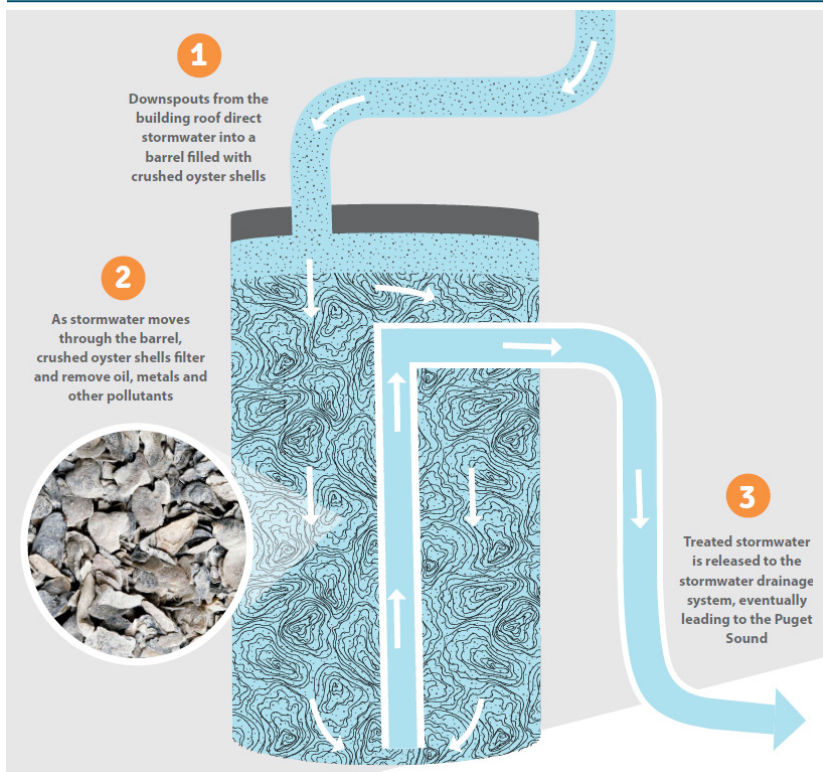 1
Downspouts from the
building roof direct
stormwater into a
barrel filled with
crushed oyster shells
2
As stormwater moves
through the barrel,
crushed oyster shells filter
and remove oil, metals and
other pollutants
3
Treated stormwater
is released to the
stormwater drainage
system, eventually
leading to the Puget
Sound